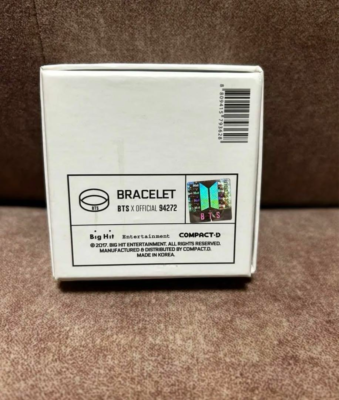 BRACELET
BTS X OFFICIAL 94272
BTS
BTS
Big Hit Entertainment COMPACT-D
© 2017. BIG HIT ENTERTAINMENT. ALL RIGHTS RESERVED.
MANUFACTURED & DISTRIBUTED BY COMPACT.D.
MADE IN KOREA.